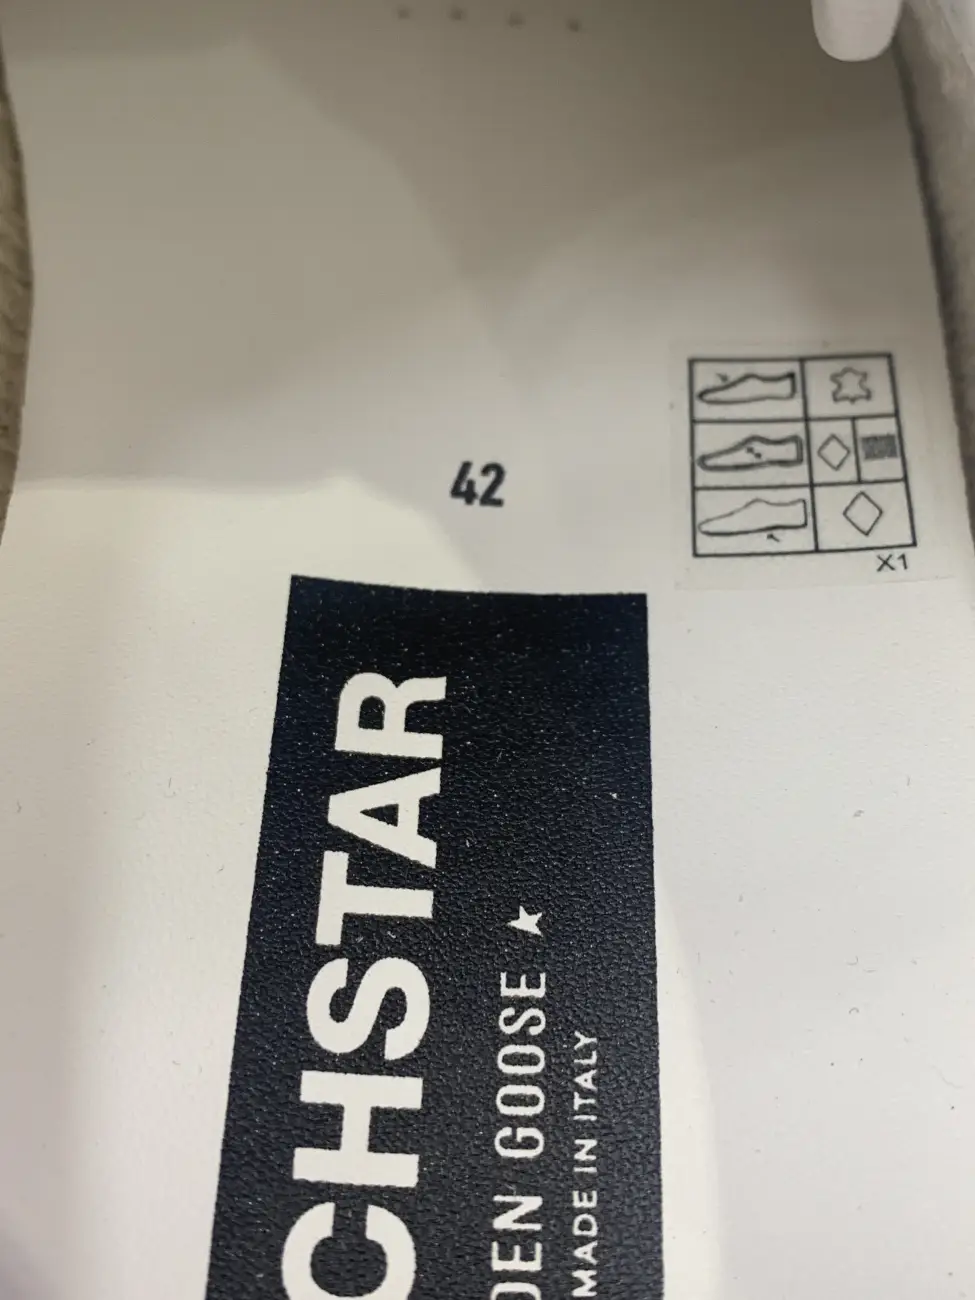 42
X1
CHSTAR
DEN GOOSE
MADE IN ITALY